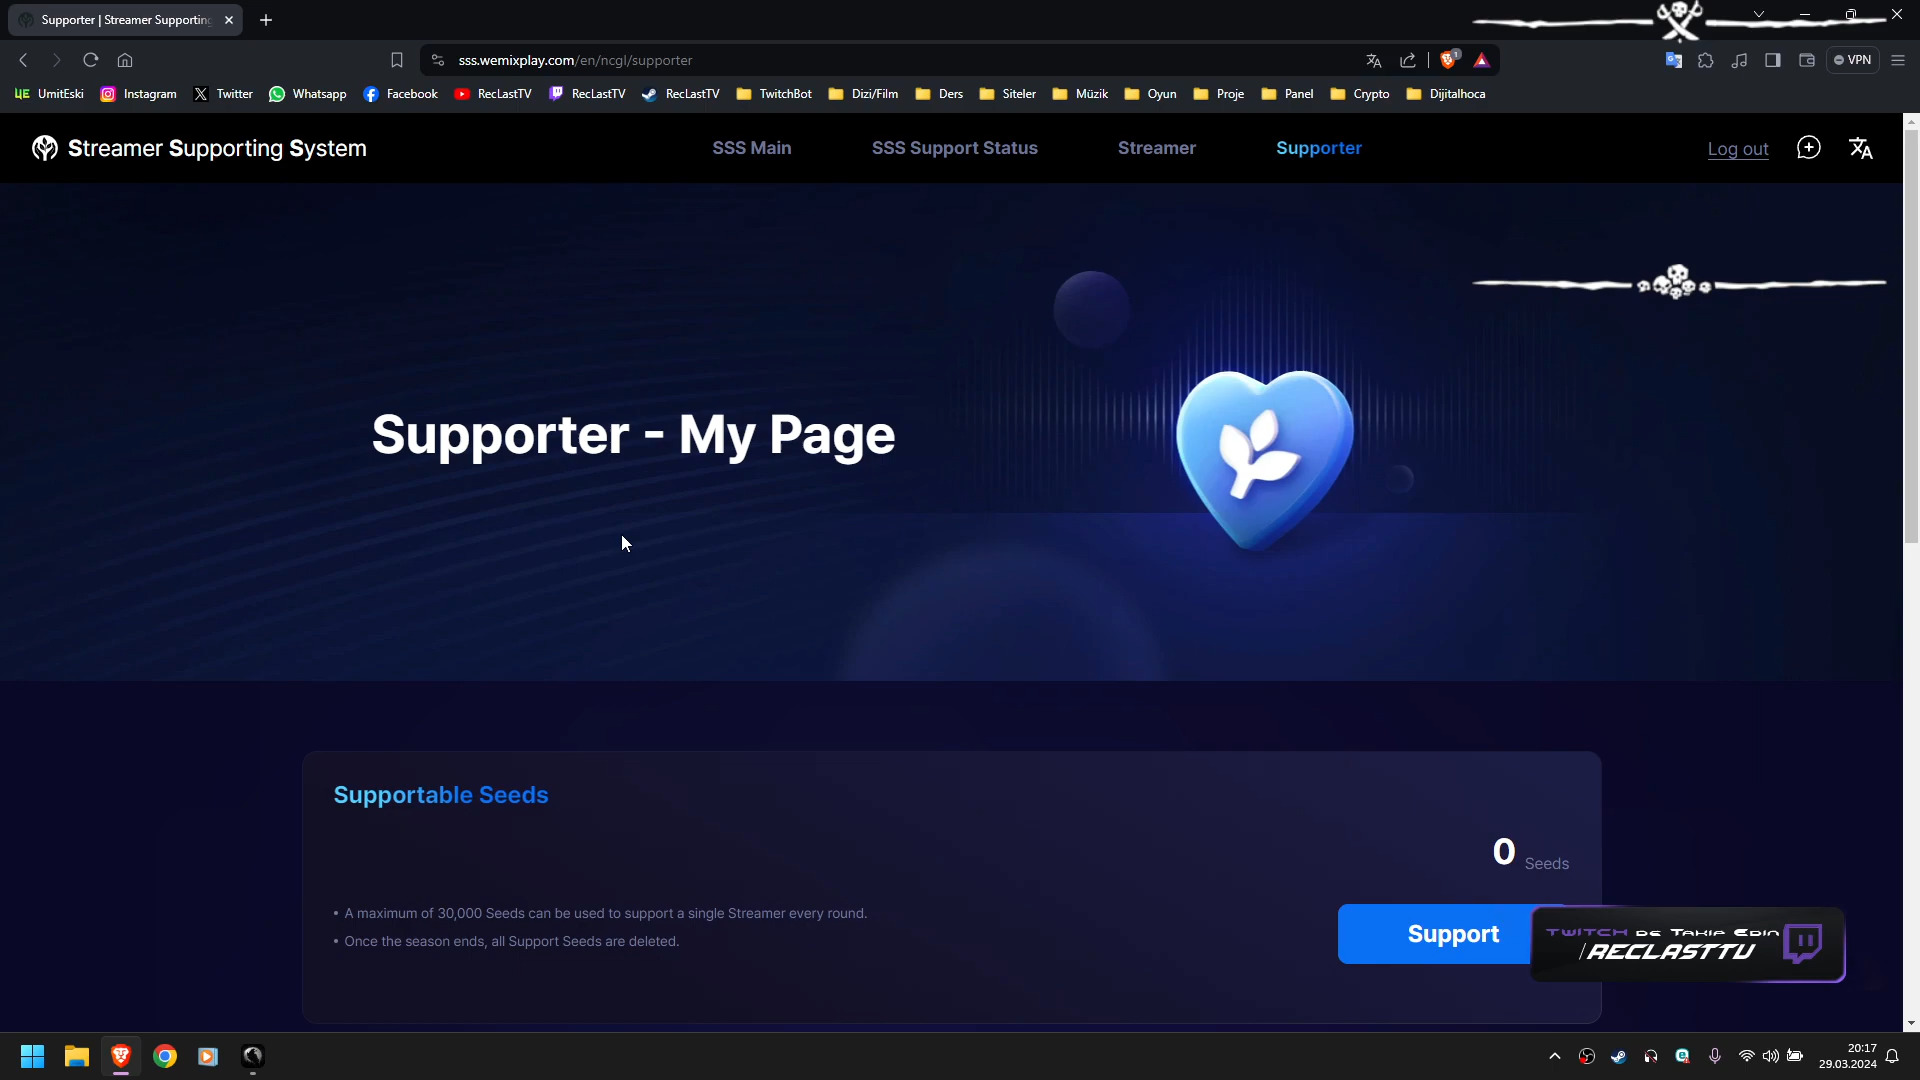 Supporter | Streamer Supporting
sss.wemixplay.com/en/ncgl/supporter
1
VPN
UE UmitEski
Instagram
Twitter
Whatsapp
Facebook
RecLastTV
RecLastTV
RecLastTV
TwitchBot
Dizi/Film
Ders
Siteler
Müzik
Oyun
Proje
Panel
Crypto
Dijitalhoca
Streamer Supporting System
SSS Main
SSS Support Status
Streamer
Supporter
Log out
Supporter - My Page
Supportable Seeds
0 Seeds
• A maximum of 30,000 Seeds can be used to support a single Streamer every round.
• Once the season ends, all Support Seeds are deleted.
Support
/RECLASTTV
20:17
29.03.2024